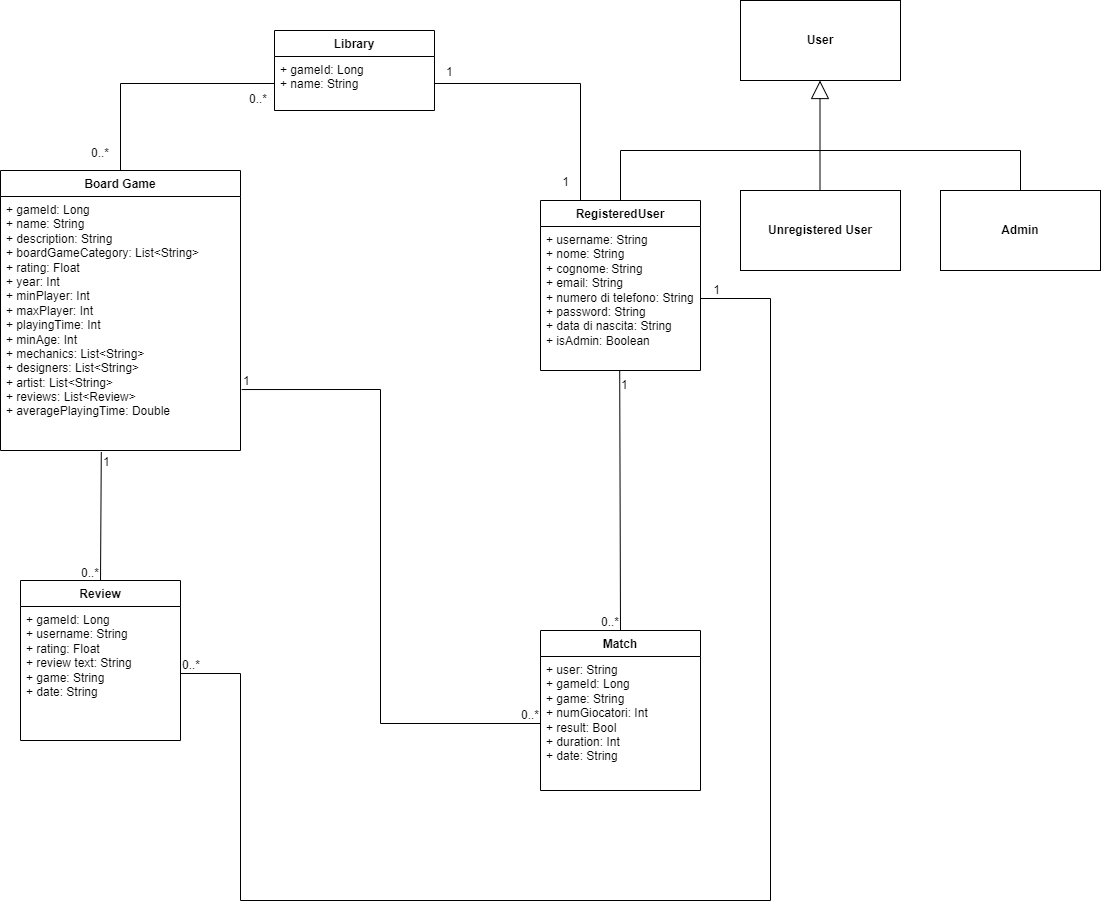 User
Library
+ gameId: Long
+ name: String
1
0..*
0..*
1
Board Game
+ gameId: Long
+ name: String
+ description: String
+ boardGameCategory: List<String>
+ rating: Float
+ year: Int
+ minPlayer: Int
+ maxPlayer: Int
+ playingTime: Int
+ minAge: Int
+ mechanics: List<String>
+ designers: List<String>
+ artist: List<String>
+ reviews: List<Review>
+ averagePlayingTime: Double
RegisteredUser
+ username: String
+ nome: String
+ cognome: String
+ email: String
+ numero di telefono: String
+ password: String
+ data di nascita: String
+ isAdmin: Boolean
Unregistered User
Admin
1
1
1
1
0..*
Review
+ gameId: Long
+ username: String
+ rating: Float
+ review text: String
+ game: String
+ date: String
0..*
0..*
Match
+ user: String
+ gameId: Long
+ game: String
+ numGiocatori: Int
+ result: Bool
+ duration: Int
+ date: String
0..*